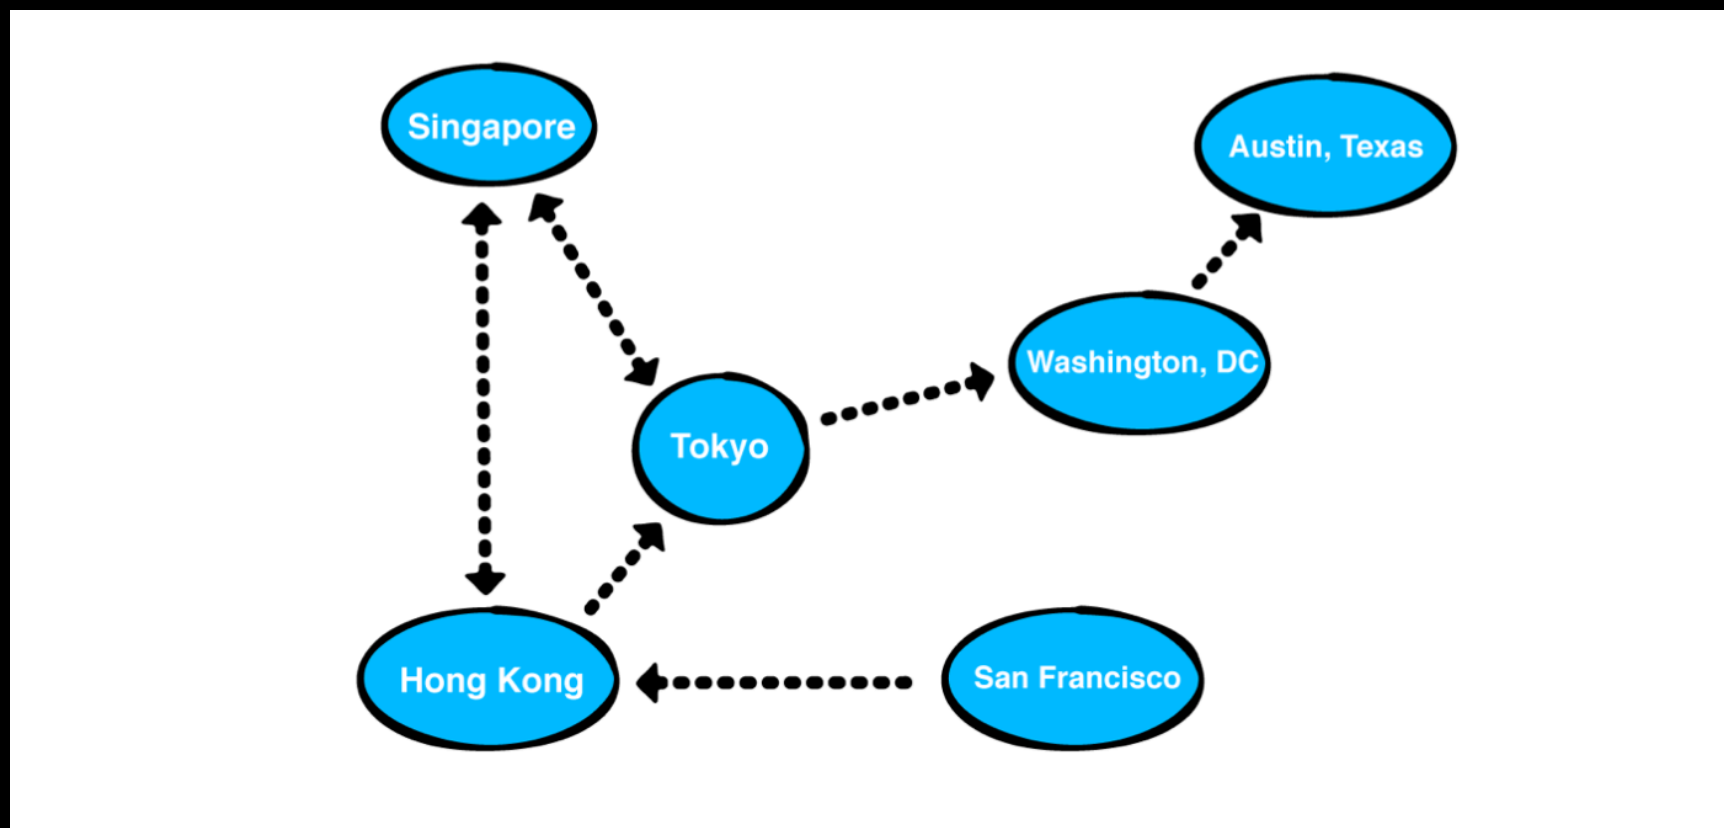 Singapore
Austin, Texas
Washington, DC
Tokyo
Hong Kong
San Francisco